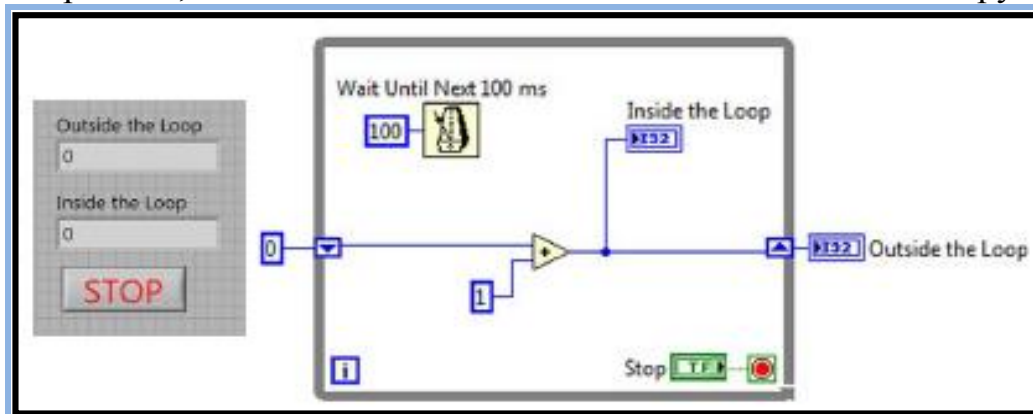 Wait Until Next 100 ms
100
Inside the Loop
I32
Outside the Loop
0
Inside the Loop
0
STOP
0
1
I32 Outside the Loop
i
Stop TF